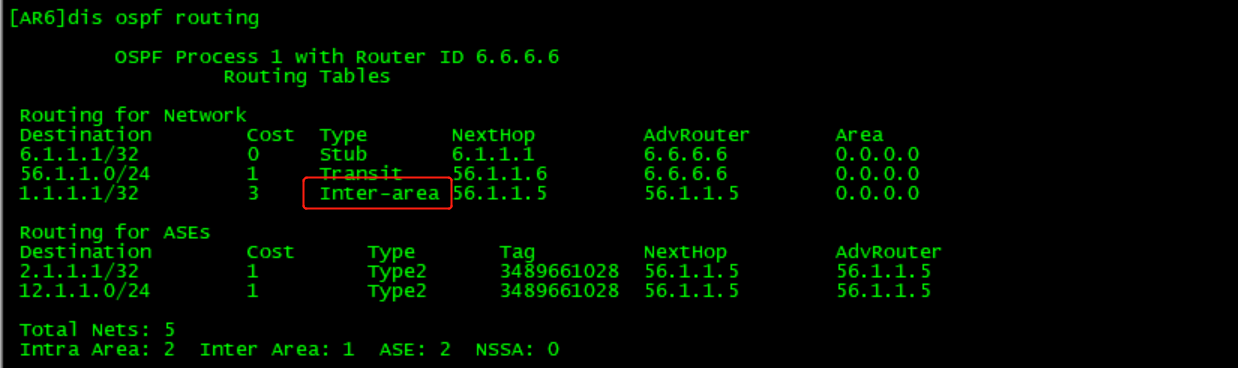 [AR6]dis ospf routing
OSPF Process 1 with Router ID 6.6.6.6
Routing Tables
Routing for Network
Destination Cost Type NextHop AdvRouter Area
6.1.1.1/32 0 Stub 6.1.1.1 6.6.6.6 0.0.0.0
56.1.1.0/24 1 Transit 56.1.1.6 6.6.6.6 0.0.0.0
1.1.1.1/32 3 Inter-area 56.1.1.5 56.1.1.5 0.0.0.0
Routing for ASEs
Destination Cost Type Tag NextHop AdvRouter
2.1.1.1/32 1 Type2 3489661028 56.1.1.5 56.1.1.5
12.1.1.0/24 1 Type2 3489661028 56.1.1.5 56.1.1.5
Total Nets: 5
Intra Area: 2 Inter Area: 1 ASE: 2 NSSA: 0